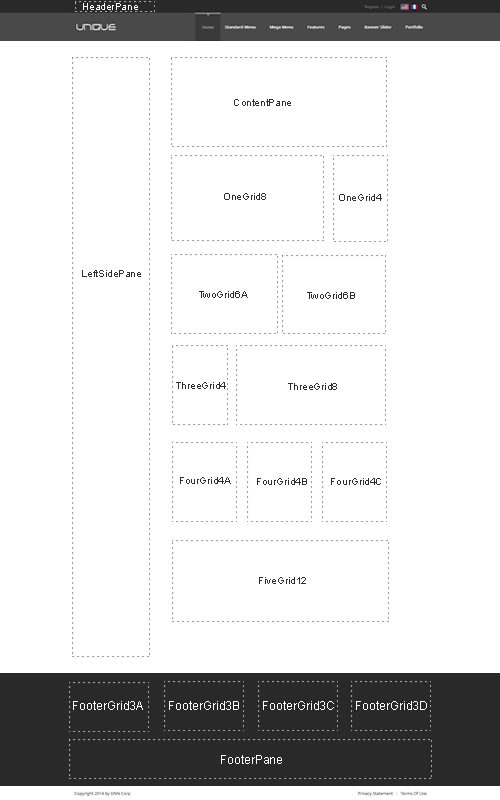 HeaderPane
Register | Login
UNIQUE
Home Standard Menu Mega Menu Features Pages Banner Slider Portfolio
ContentPane
OneGrid8 OneGrid4
LeftSidePane
TwoGrid6A TwoGrid6B
ThreeGrid4 ThreeGrid8
FourGrid4A FourGrid4B FourGrid4C
FiveGrid12
FooterGrid3A FooterGrid3B FooterGrid3C FooterGrid3D
FooterPane
Copyright 2014 by DNN Corp Privacy Statement | Terms Of Use